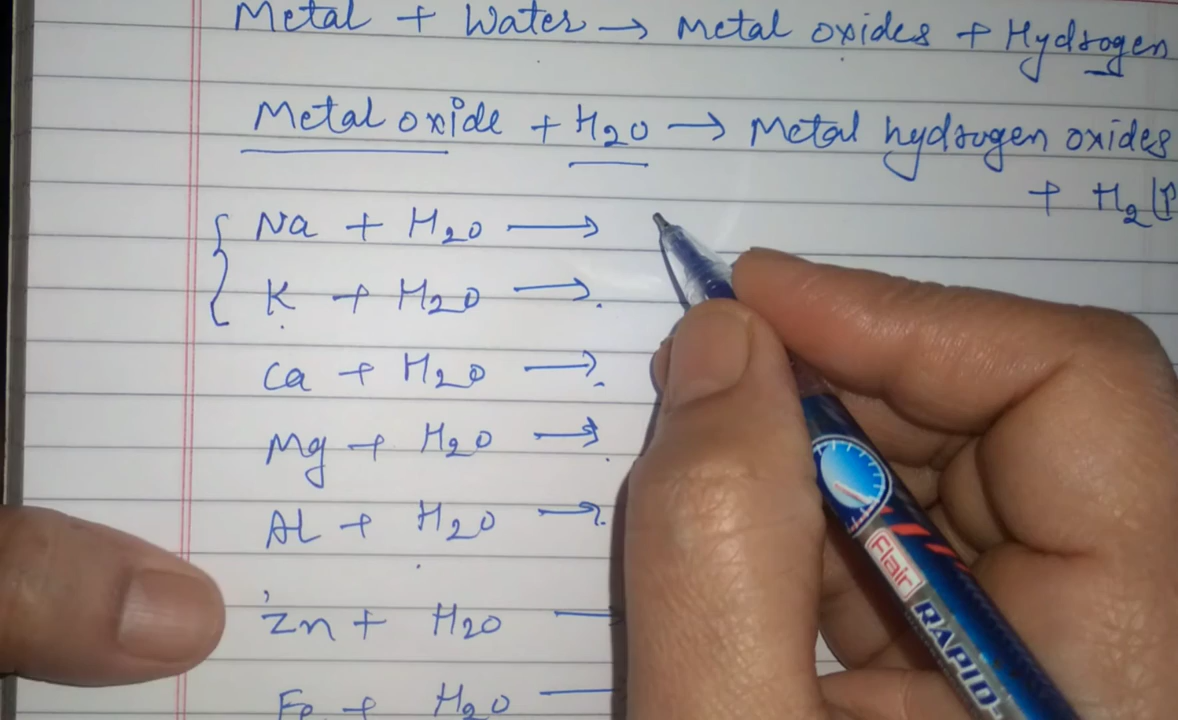 Metal + Water → Metal oxides + Hydrogen
Metal oxide + H2O → Metal hydrogen oxides
+ H2
Na + H2O →
K + H2O →
Ca + H2O →
Mg + H2O →
Al + H2O →
Zn + H2O
Fe + H2O
Flair RAPID-